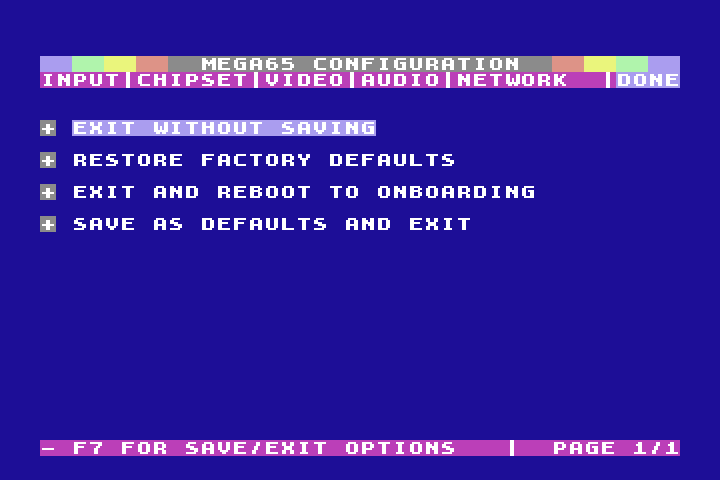 MEGA65 CONFIGURATION
INPUT|CHIPSET|VIDEO|AUDIO|NETWORK |DONE
+ EXIT WITHOUT SAVING
+ RESTORE FACTORY DEFAULTS
+ EXIT AND REBOOT TO ONBOARDING
+ SAVE AS DEFAULTS AND EXIT
- F7 FOR SAVE/EXIT OPTIONS | PAGE 1/1